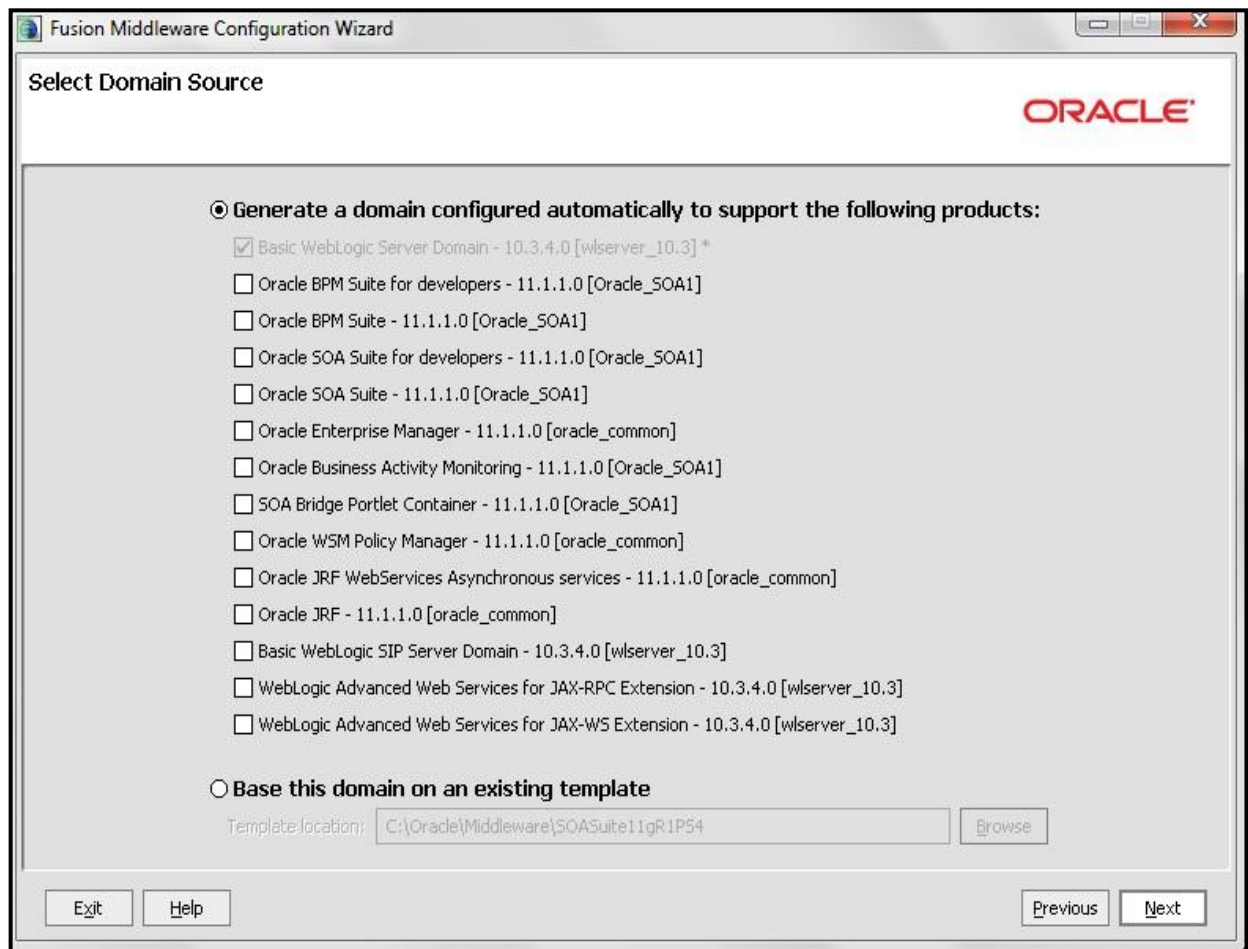 Fusion Middleware Configuration Wizard
Select Domain Source
ORACLE
Generate a domain configured automatically to support the following products:
Basic WebLogic Server Domain - 10.3.4.0 [wlserver_10.3] *
Oracle BPM Suite for developers - 11.1.1.0 [Oracle_SOA1]
Oracle BPM Suite - 11.1.1.0 [Oracle_SOA1]
Oracle SOA Suite for developers - 11.1.1.0 [Oracle_SOA1]
Oracle SOA Suite - 11.1.1.0 [Oracle_SOA1]
Oracle Enterprise Manager - 11.1.1.0 [oracle_common]
Oracle Business Activity Monitoring - 11.1.1.0 [Oracle_SOA1]
SOA Bridge Portlet Container - 11.1.1.0 [Oracle_SOA1]
Oracle WSM Policy Manager - 11.1.1.0 [oracle_common]
Oracle JRF WebServices Asynchronous services - 11.1.1.0 [oracle_common]
Oracle JRF - 11.1.1.0 [oracle_common]
Basic WebLogic SIP Server Domain - 10.3.4.0 [wlserver_10.3]
WebLogic Advanced Web Services for JAX-RPC Extension - 10.3.4.0 [wlserver_10.3]
WebLogic Advanced Web Services for JAX-WS Extension - 10.3.4.0 [wlserver_10.3]
Base this domain on an existing template
Template location: C:\Oracle\Middleware\SOASuite11gR1PS4 Browse
Exit Help Previous Next